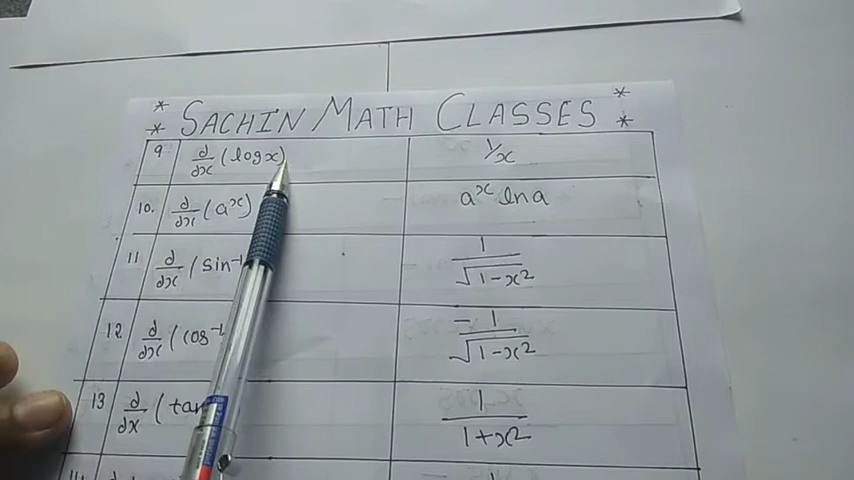 * SACHIN MATH CLASSES *
* *
9 d/dx (logx) 1/x
10. d/dx (a^x) a^x ln a
11. d/dx (sin^-1 1/√(1-x²)
12. d/dx (cos^-1 -1/√(1-x²)
13 d/dx (tan 1/(1+x²)